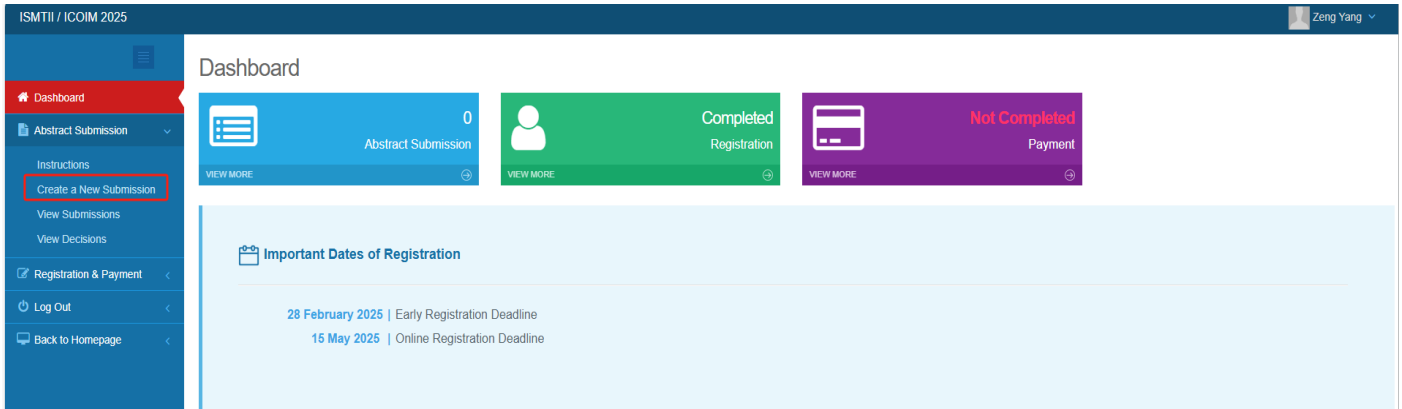 ISMTII / ICOIM 2025
Zeng Yang
Dashboard
Dashboard
Abstract Submission
Instructions
Create a New Submission
View Submissions
View Decisions
Registration & Payment
Log Out
Back to Homepage
0
Abstract Submission
VIEW MORE
Completed
Registration
VIEW MORE
Not Completed
Payment
VIEW MORE
Important Dates of Registration
28 February 2025 | Early Registration Deadline
15 May 2025 | Online Registration Deadline